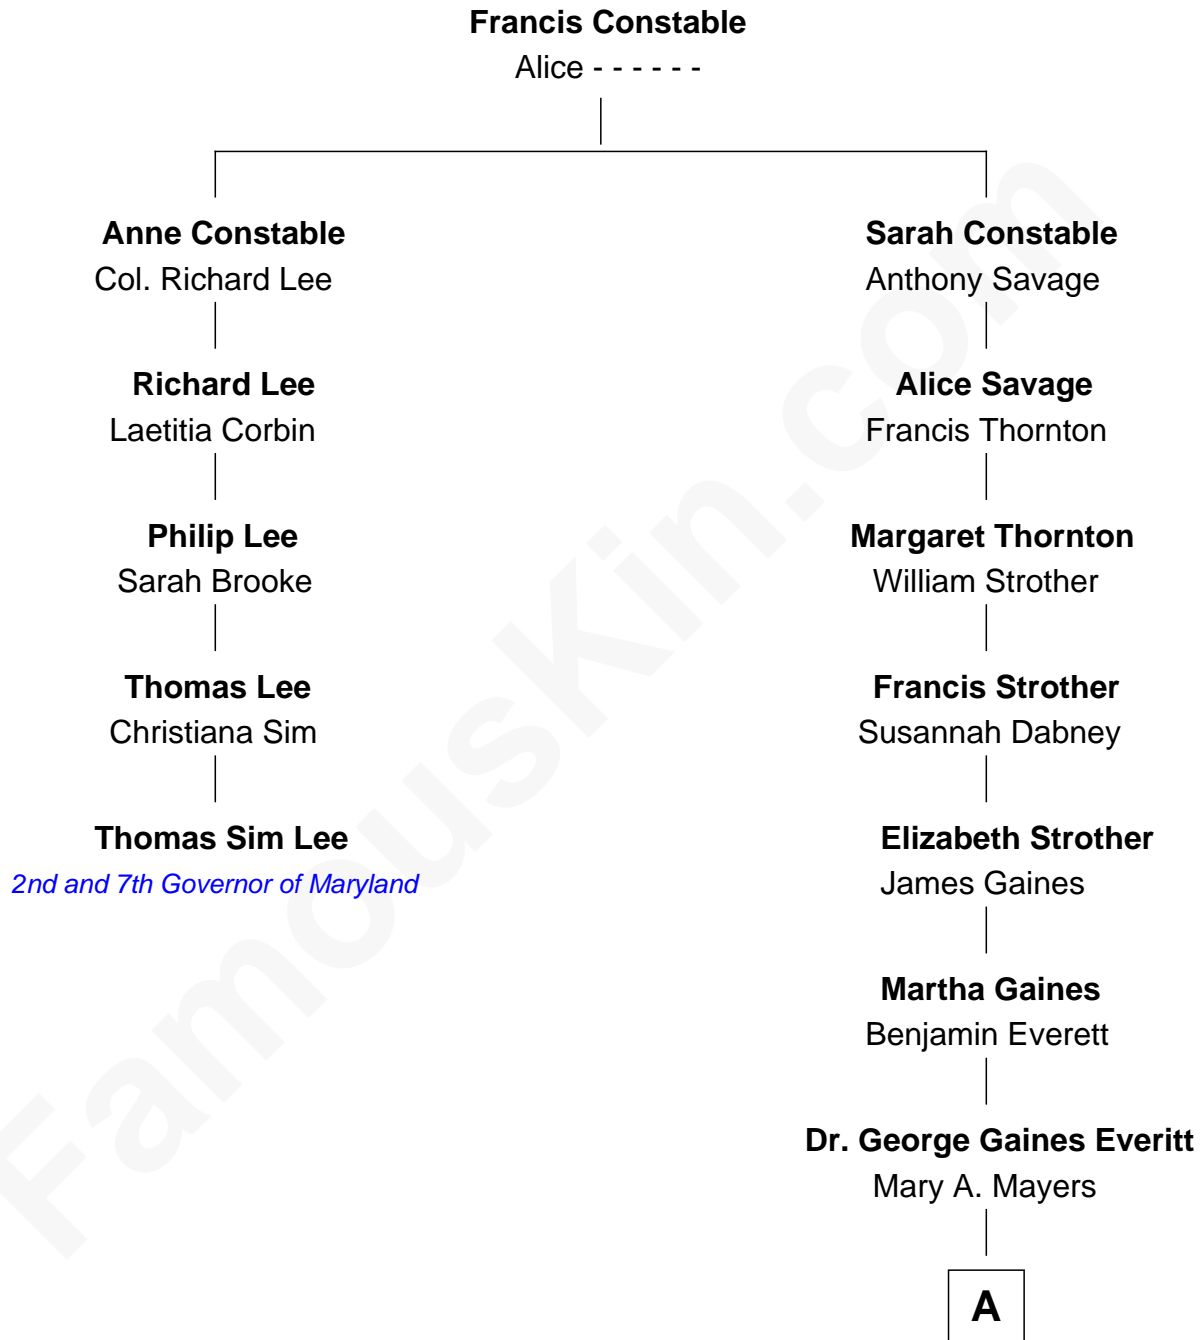 Francis Constable
Alice - - - - - -
Anne Constable
Col. Richard Lee
Sarah Constable
Anthony Savage
Richard Lee
Laetitia Corbin
Alice Savage
Francis Thornton
Philip Lee
Sarah Brooke
Margaret Thornton
William Strother
Thomas Lee
Christiana Sim
Francis Strother
Susannah Dabney
Thomas Sim Lee
2nd and 7th Governor of Maryland
Elizabeth Strother
James Gaines
Martha Gaines
Benjamin Everett
Dr. George Gaines Everitt
Mary A. Mayers
A
FamousKin.com